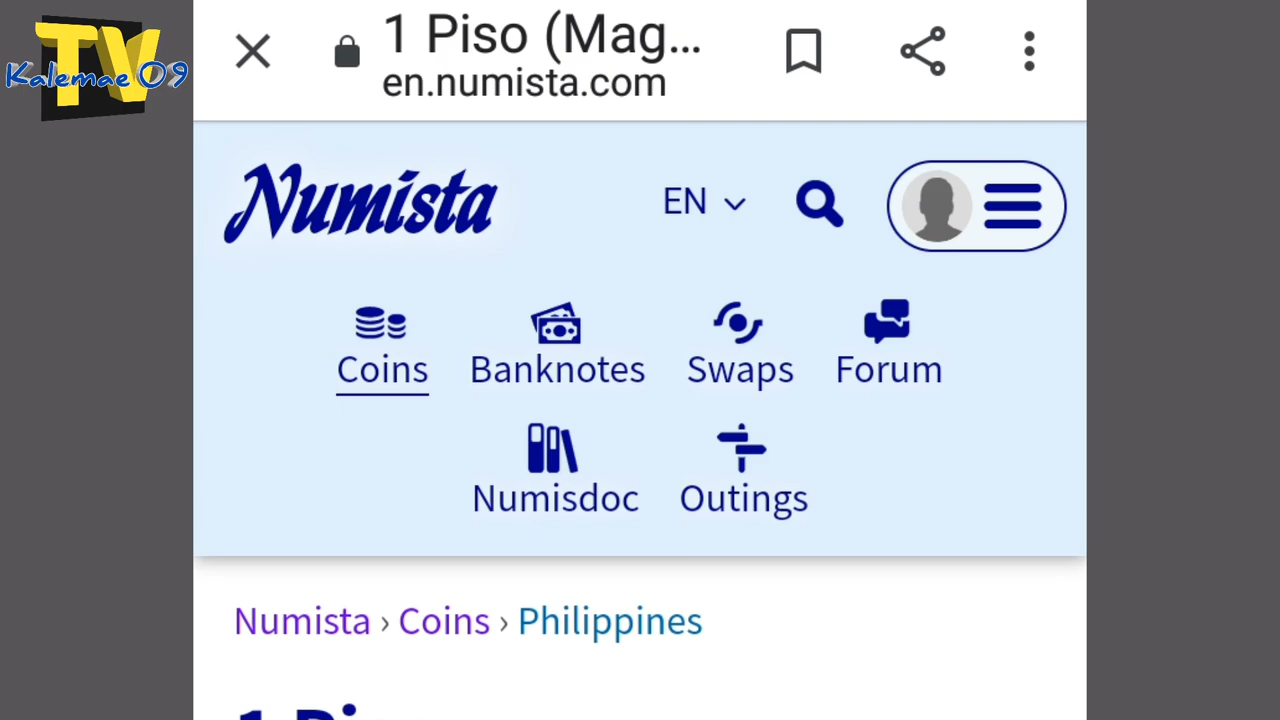 TV
Kalemae 09
1 Piso (Mag...
en.numista.com
Numista
EN
Coins Banknotes Swaps Forum
Numisdoc Outings
Numista › Coins › Philippines